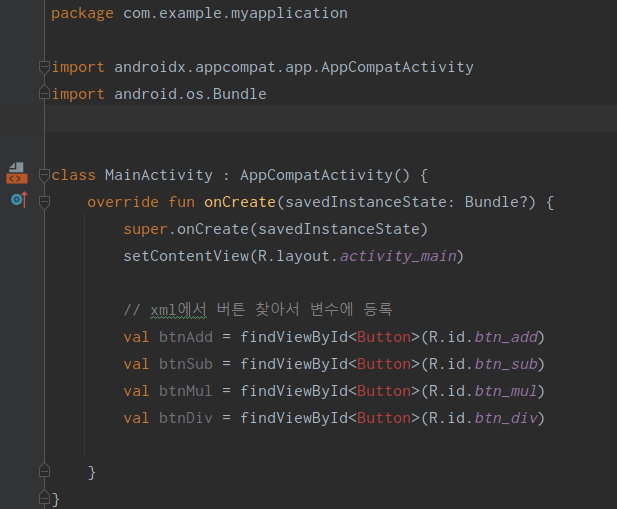 package com.example.myapplication
import androidx.appcompat.app.AppCompatActivity
import android.os.Bundle
class MainActivity : AppCompatActivity() {
override fun onCreate(savedInstanceState: Bundle?) {
super.onCreate(savedInstanceState)
setContentView(R.layout.activity_main)
// xml에서 버튼 찾아서 변수에 등록
val btnAdd = findViewById<Button>(R.id.btn_add)
val btnSub = findViewById<Button>(R.id.btn_sub)
val btnMul = findViewById<Button>(R.id.btn_mul)
val btnDiv = findViewById<Button>(R.id.btn_div)
}
}